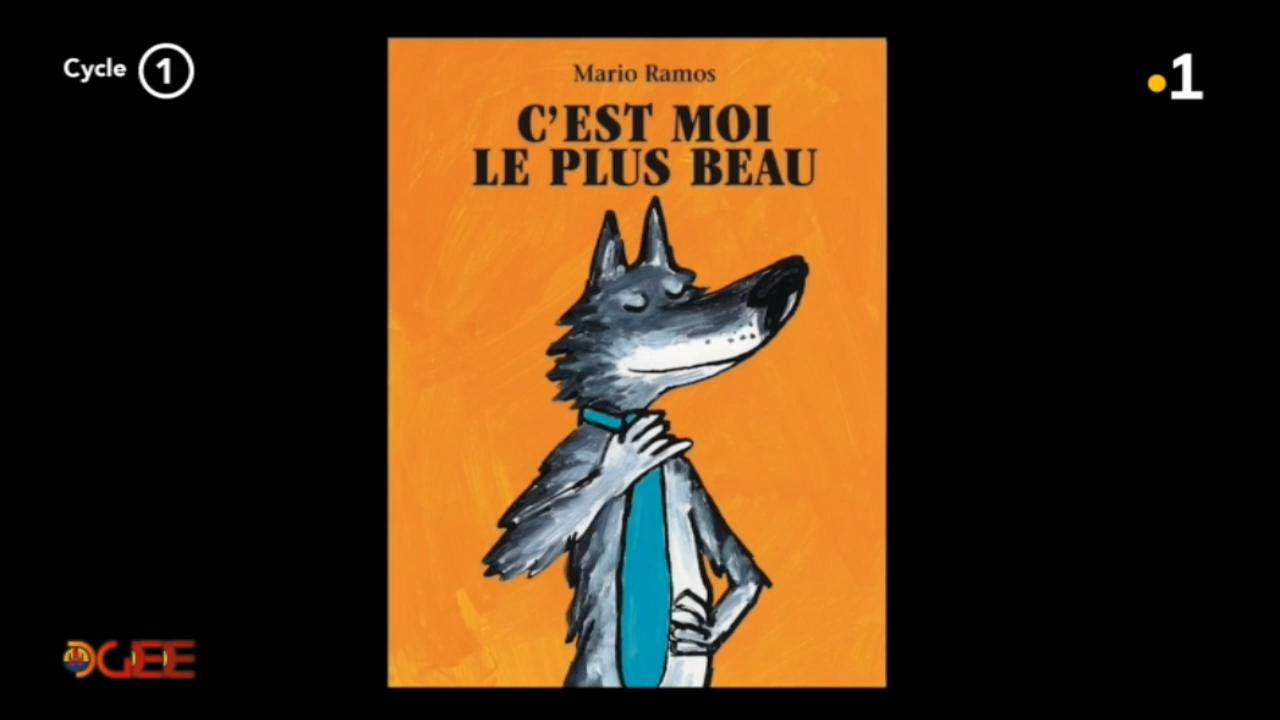 Cycle 1
1
Mario Ramos
C'EST MOI
LE PLUS BEAU
DGEE